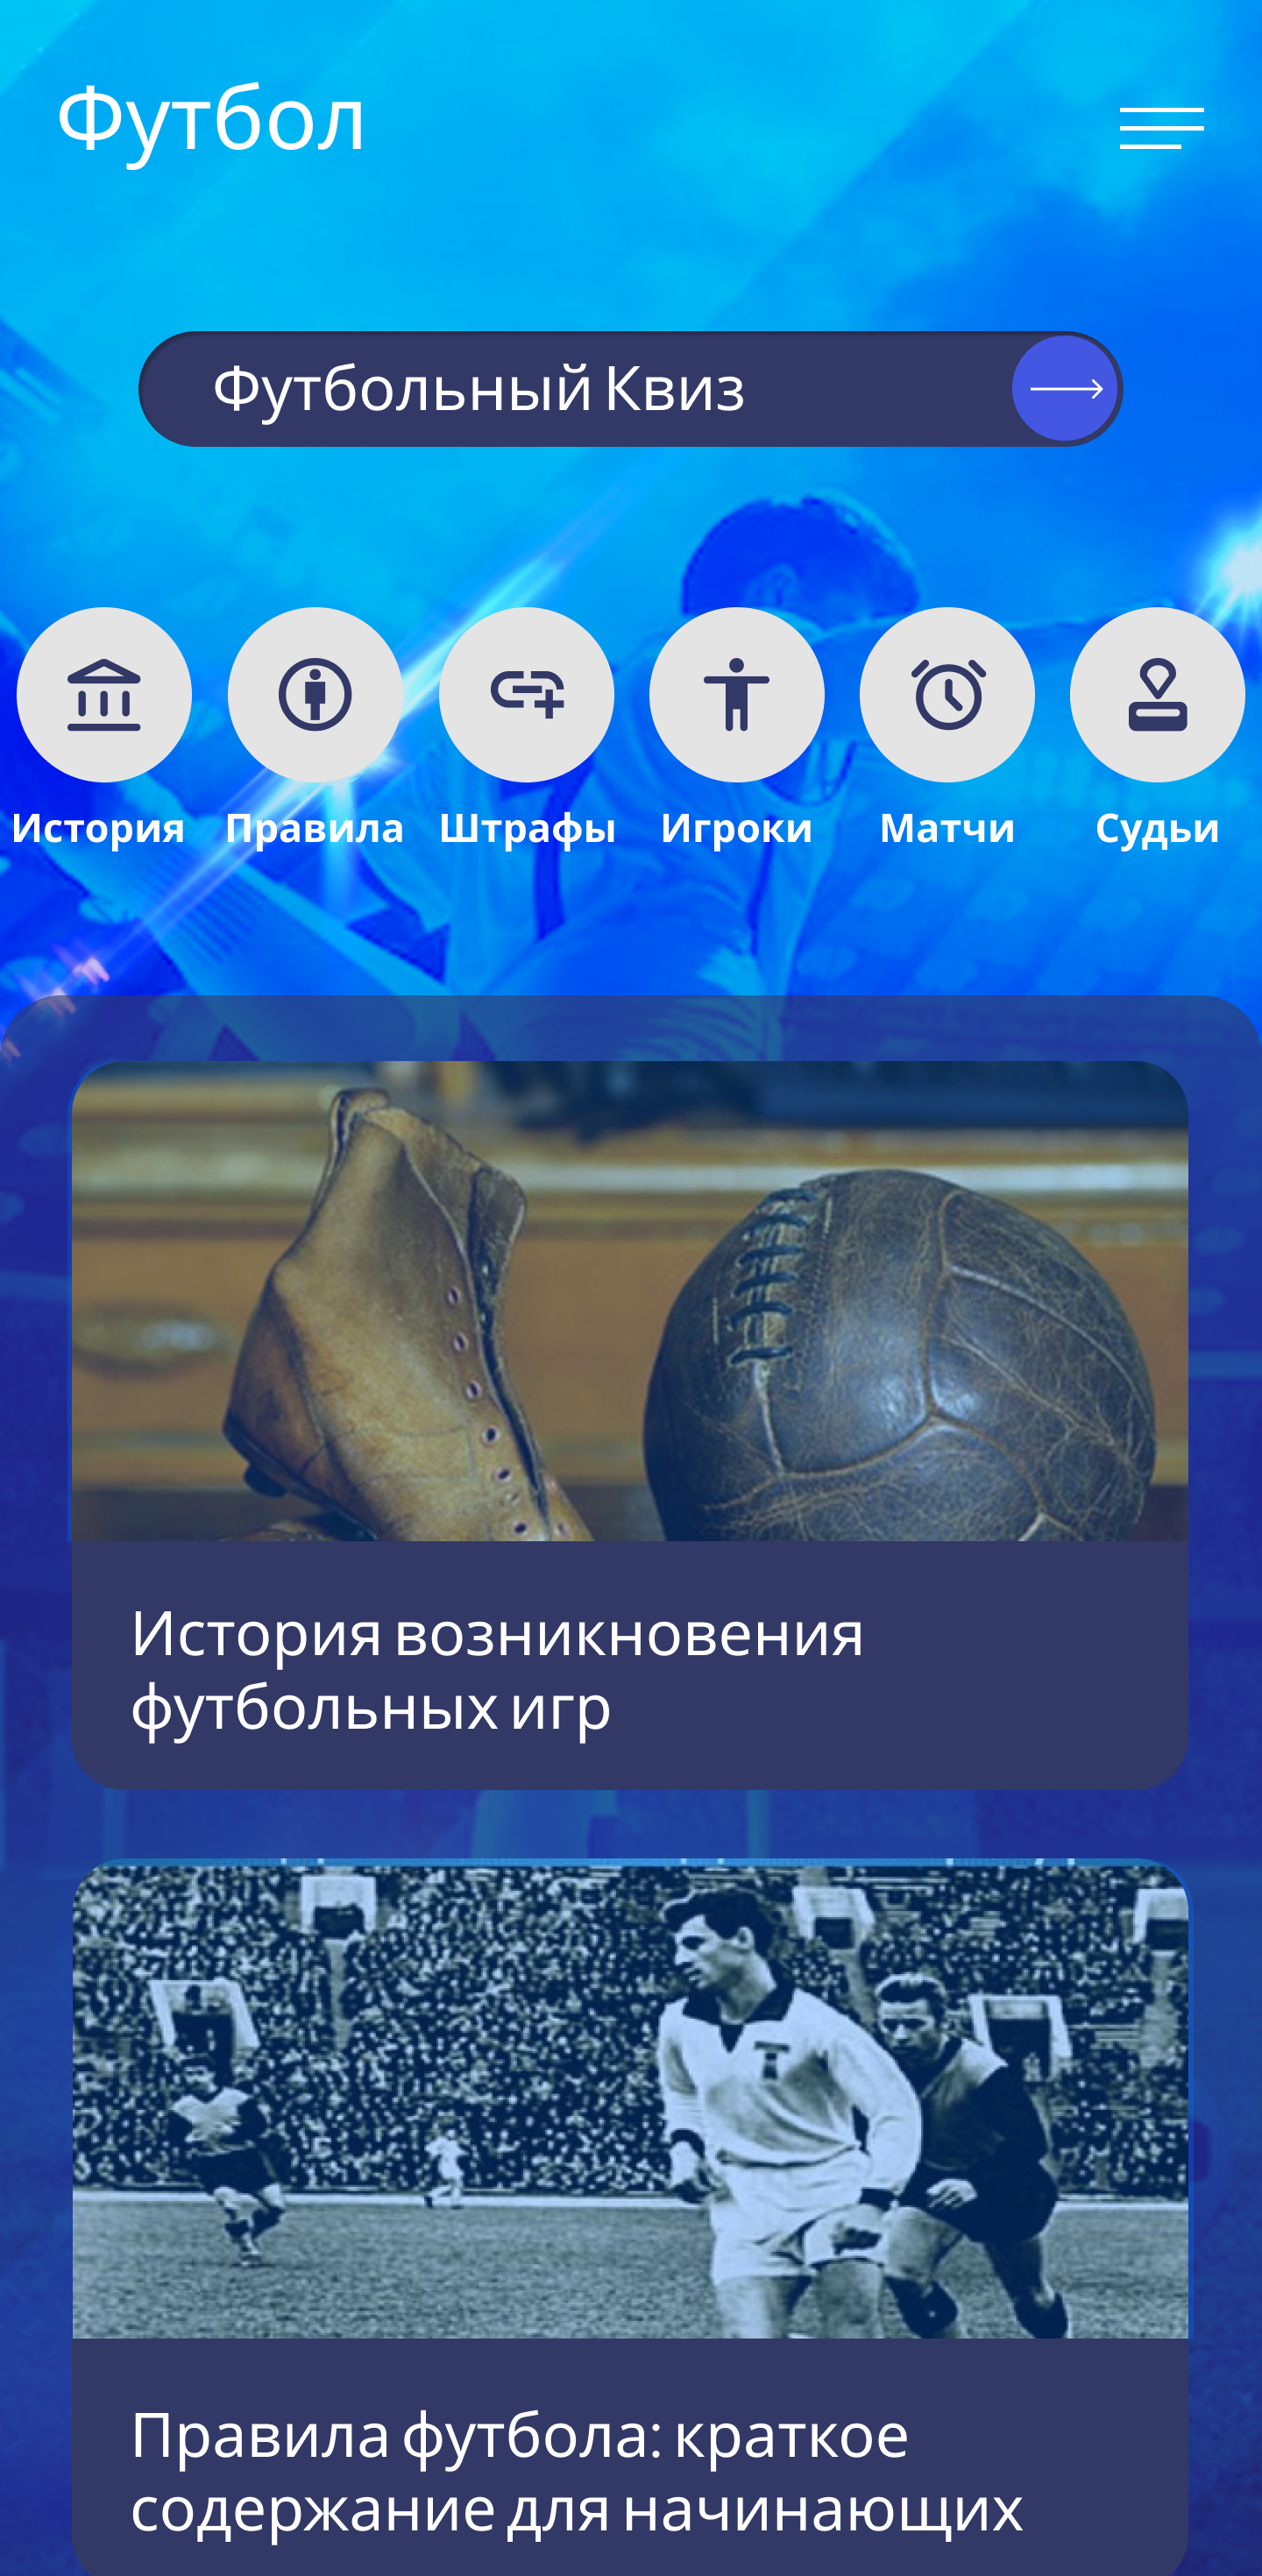 Футбол
Футбольный Квиз
История Правила Штрафы Игроки Матчи Судьи
История возникновения
футбольных игр
Т
Правила футбола: краткое
содержание для начинающих